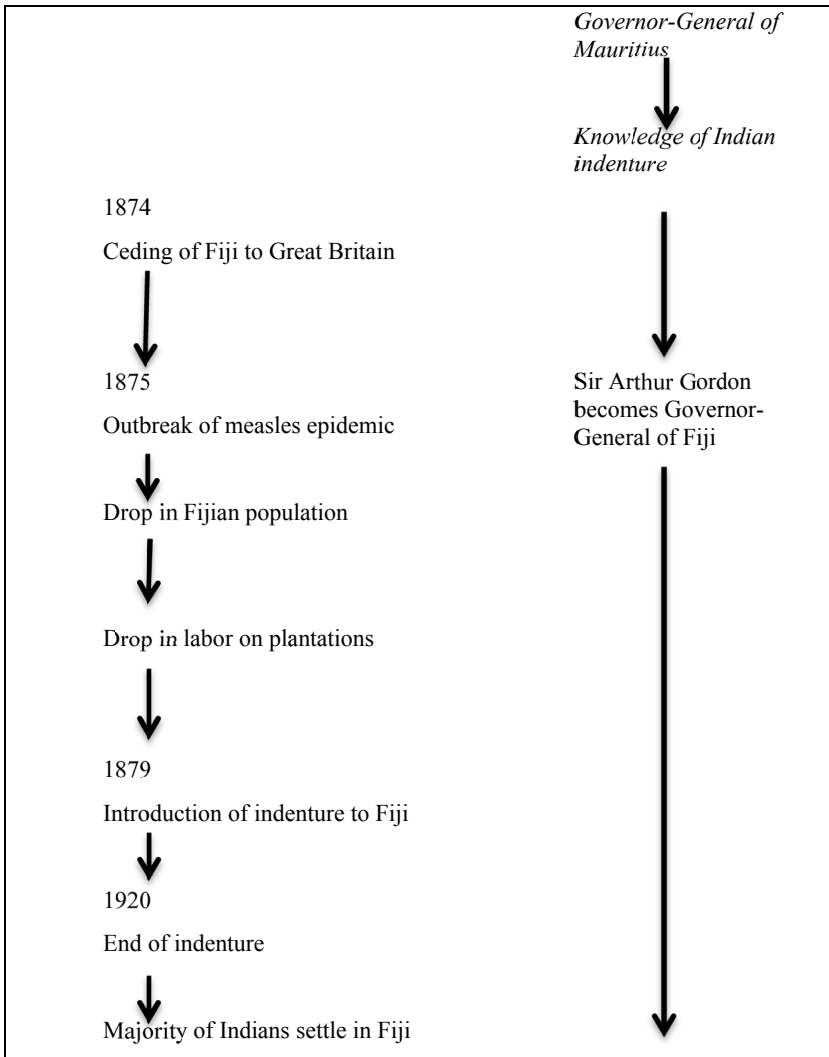 Governor-General of
Mauritius
Knowledge of Indian
indenture
1874
Ceding of Fiji to Great Britain
1875
Outbreak of measles epidemic
Sir Arthur Gordon
becomes Governor-
General of Fiji
Drop in Fijian population
Drop in labor on plantations
1879
Introduction of indenture to Fiji
1920
End of indenture
Majority of Indians settle in Fiji